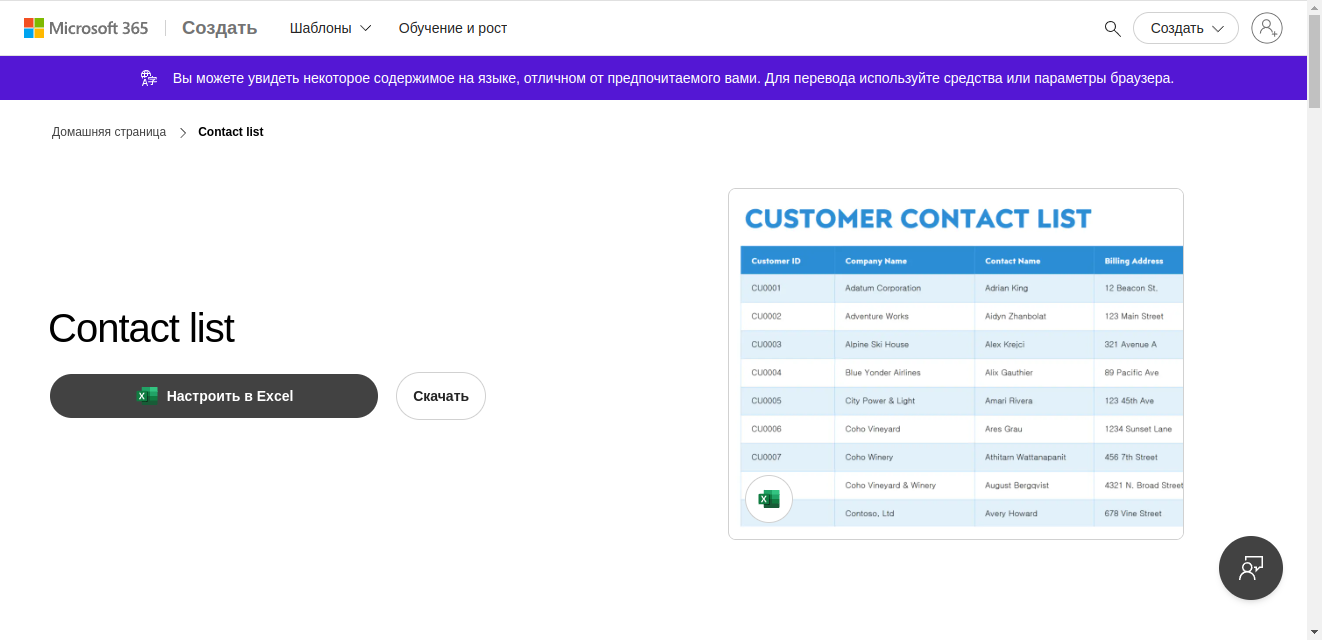 Microsoft 365 Создать Шаблоны Обучение и рост Создать
Вы можете увидеть некоторое содержимое на языке, отличном от предпочитаемого вами. Для перевода используйте средства или параметры браузера.
Домашняя страница Contact list
Contact list
Настроить в Excel Скачать
CUSTOMER CONTACT LIST
Customer ID Company Name Contact Name Billing Address
CU0001 Adatum Corporation Adrian King 12 Beacon St.
CU0002 Adventure Works Aidyn Zhanbolat 123 Main Street
CU0003 Alpine Ski House Alex Krejci 321 Avenue A
CU0004 Blue Yonder Airlines Alix Gauthier 89 Pacific Ave
CU0005 City Power & Light Amari Rivera 123 45th Ave
CU0006 Coho Vineyard Ares Grau 1234 Sunset Lane
CU0007 Coho Winery Athitarn Wattanapanit 456 7th Street
Coho Vineyard & Winery August Bergqvist 4321 N. Broad Street
Contoso, Ltd Avery Howard 678 Vine Street